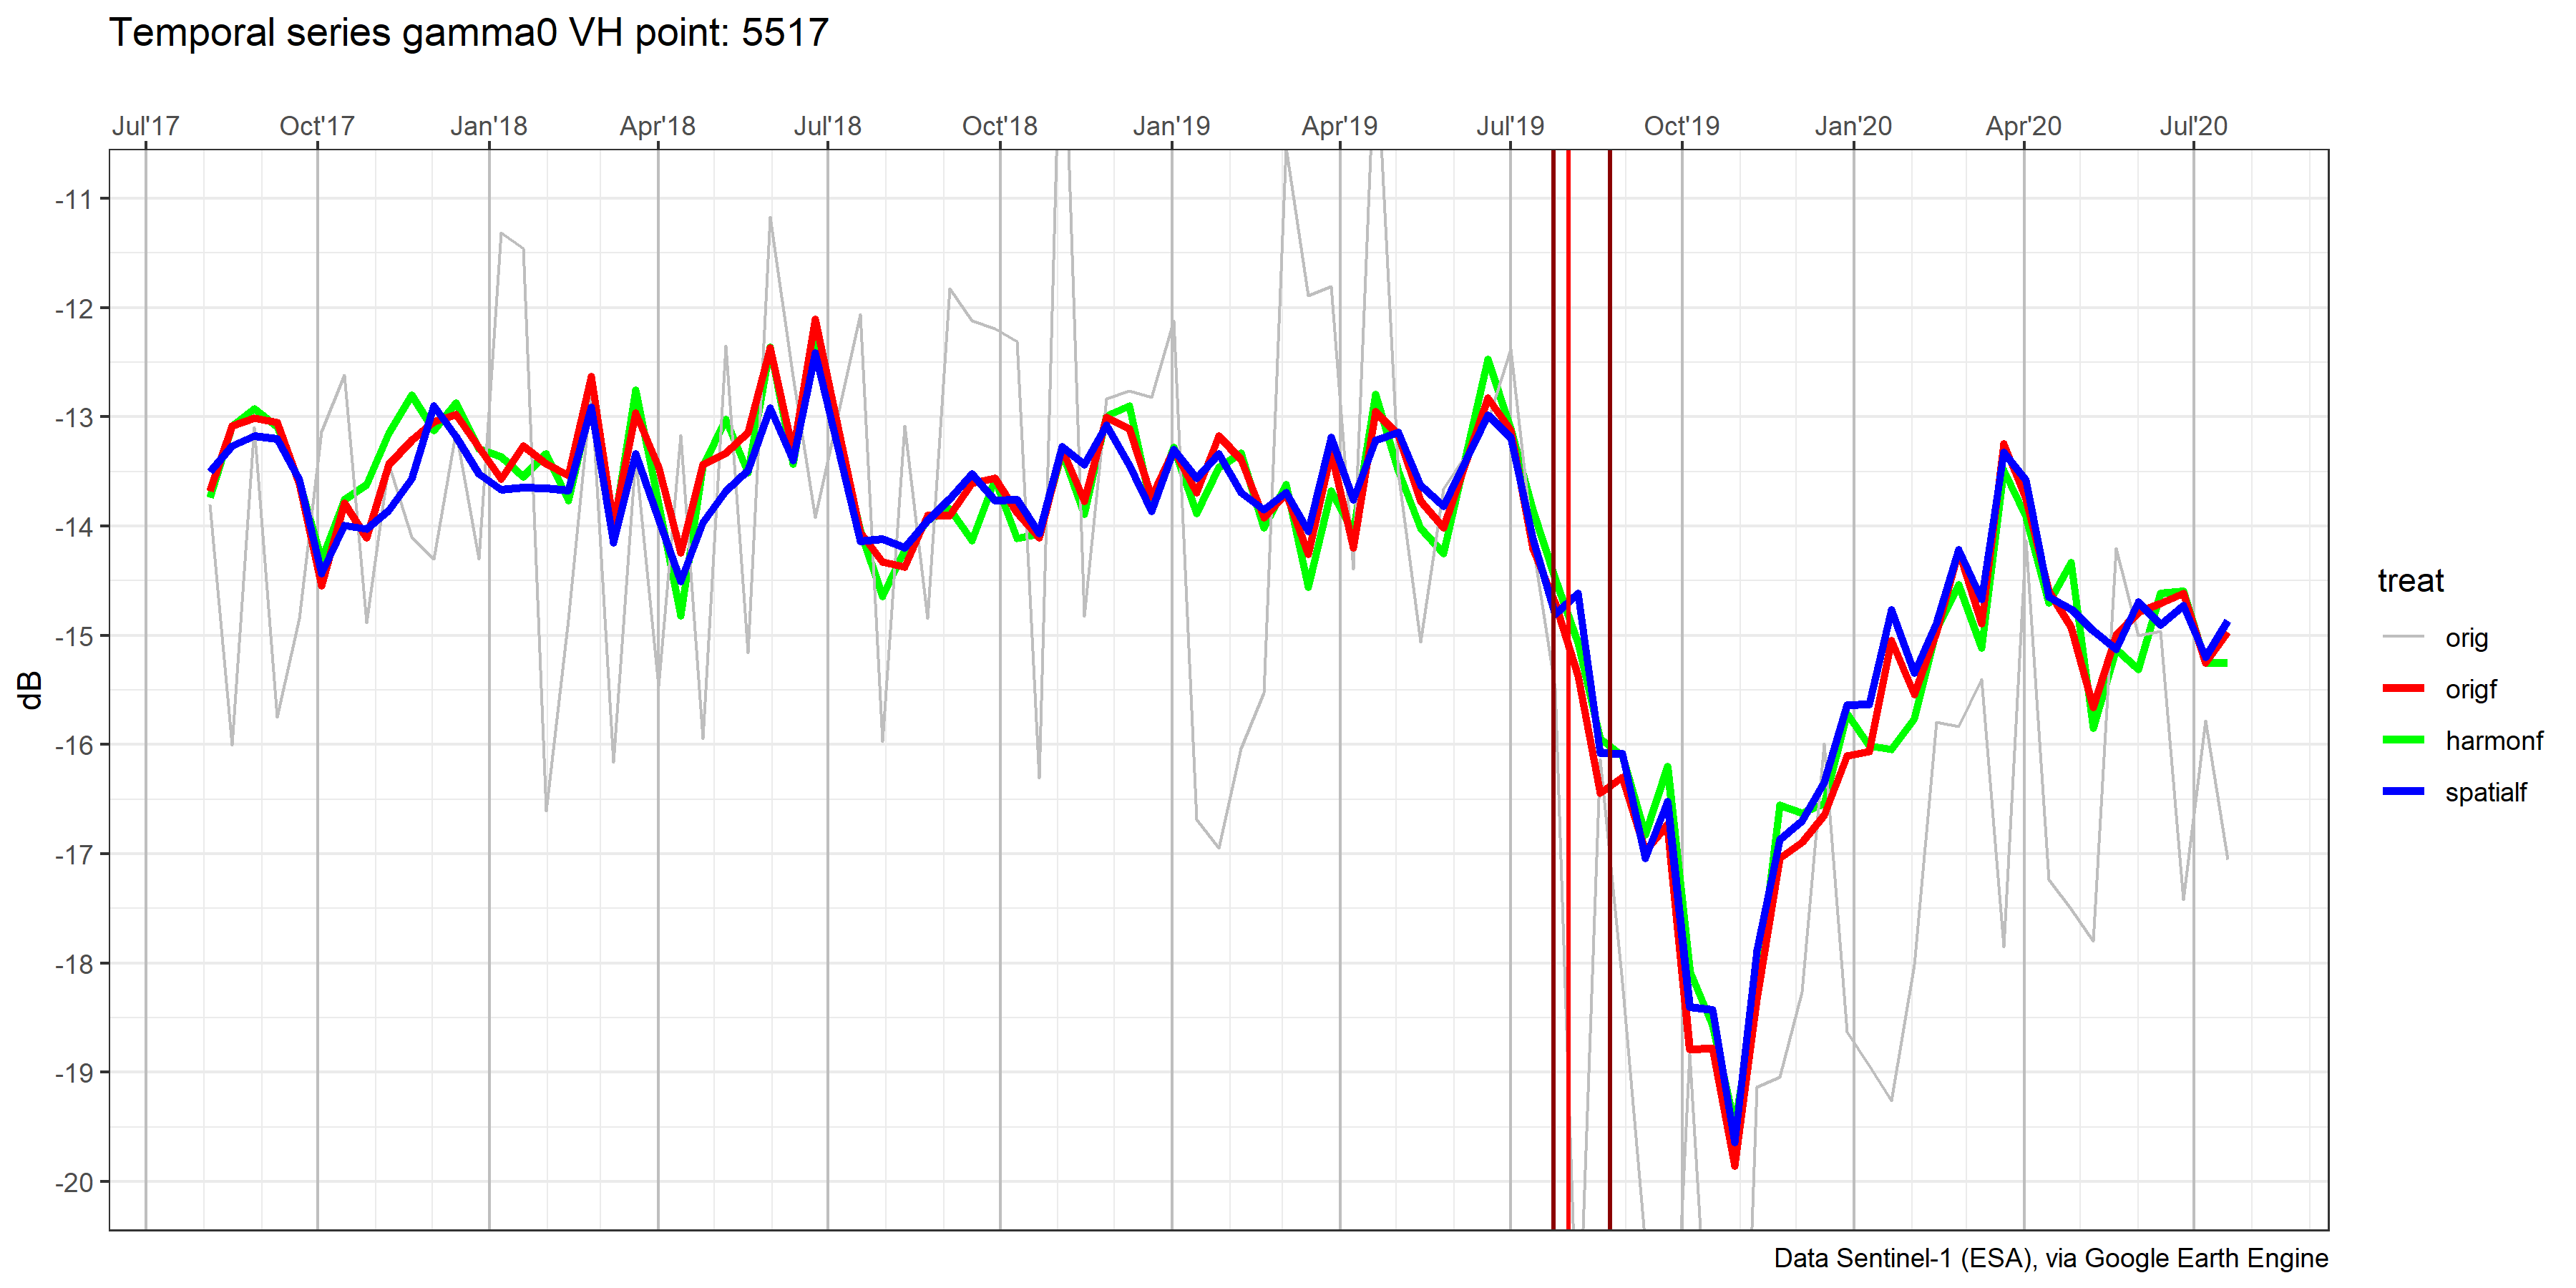 Temporal series gamma0 VH point: 5517
Jul'17 Oct'17 Jan'18 Apr'18 Jul'18 Oct'18 Jan'19 Apr'19 Jul'19 Oct'19 Jan'20 Apr'20 Jul'20
-11
-12
-13
-14
-15
-16
-17
-18
-19
-20
dB
treat
orig
origf
harmonf
spatialf
Data Sentinel-1 (ESA), via Google Earth Engine